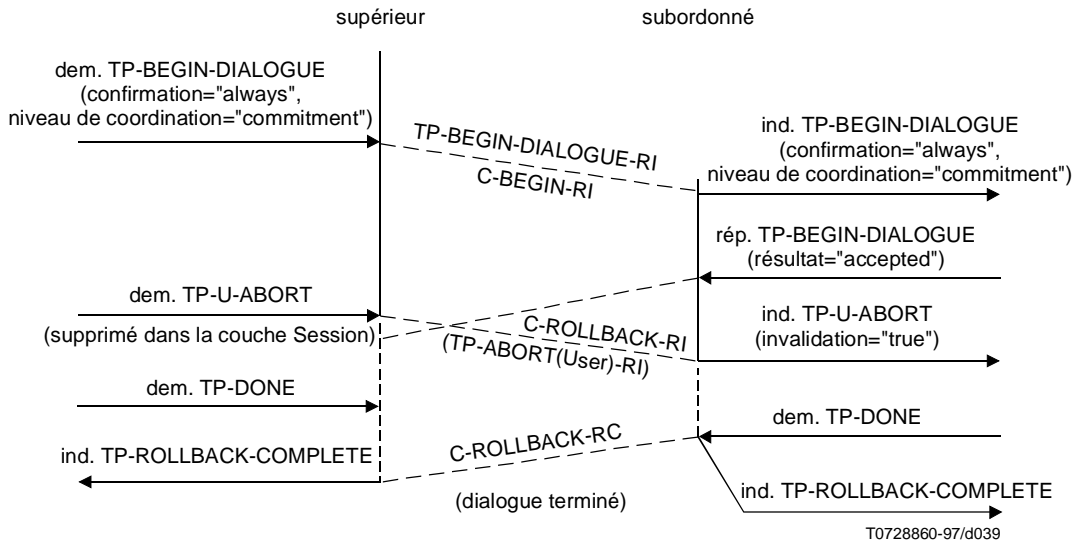 supérieur
subordonné
dem. TP-BEGIN-DIALOGUE
(confirmation="always",
niveau de coordination="commitment")
TP-BEGIN-DIALOGUE-RI
C-BEGIN-RI
ind. TP-BEGIN-DIALOGUE
(confirmation="always",
niveau de coordination="commitment")
rép. TP-BEGIN-DIALOGUE
(résultat="accepted")
dem. TP-U-ABORT
(supprimé dans la couche Session)
C-ROLLBACK-RI
(TP-ABORT(User)-RI)
ind. TP-U-ABORT
(invalidation="true")
dem. TP-DONE
dem. TP-DONE
C-ROLLBACK-RC
ind. TP-ROLLBACK-COMPLETE
(dialogue terminé)
ind. TP-ROLLBACK-COMPLETE
T0728860-97/d039